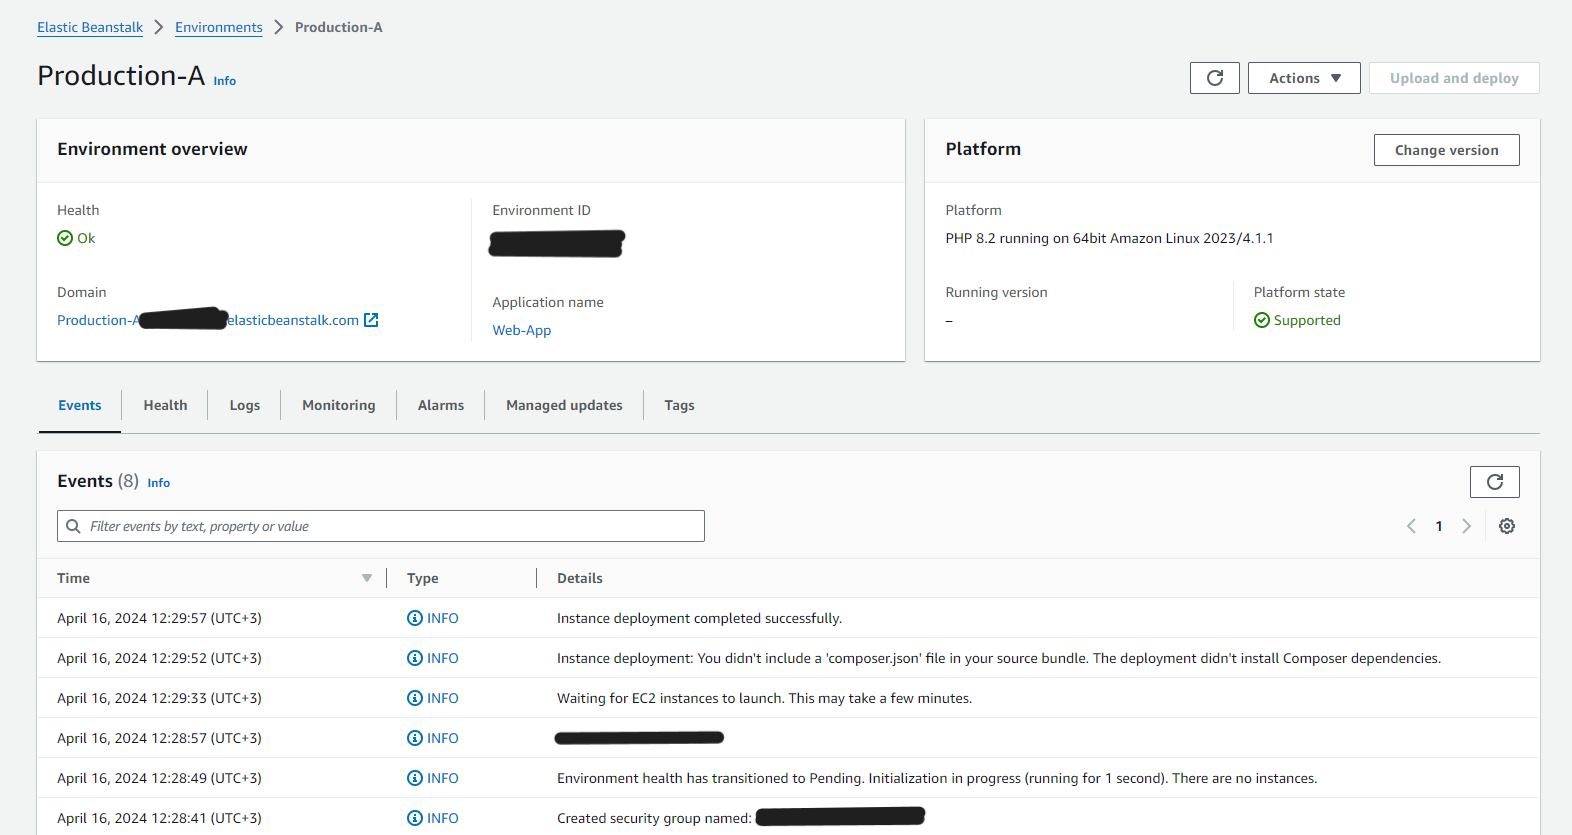 Elastic Beanstalk > Environments > Production-A
Production-A Info
Actions Upload and deploy
Environment overview
Health
Ok
Environment ID
Domain
Production-A elasticbeanstalk.com
Application name
Web-App
Platform
Change version
Platform
PHP 8.2 running on 64bit Amazon Linux 2023/4.1.1
Running version
–
Platform state
Supported
Events Health Logs Monitoring Alarms Managed updates Tags
Events (8) Info
Filter events by text, property or value
1
Time Type Details
April 16, 2024 12:29:57 (UTC+3) INFO Instance deployment completed successfully.
April 16, 2024 12:29:52 (UTC+3) INFO Instance deployment: You didn't include a 'composer.json' file in your source bundle. The deployment didn't install Composer dependencies.
April 16, 2024 12:29:33 (UTC+3) INFO Waiting for EC2 instances to launch. This may take a few minutes.
April 16, 2024 12:28:57 (UTC+3) INFO
April 16, 2024 12:28:49 (UTC+3) INFO Environment health has transitioned to Pending. Initialization in progress (running for 1 second). There are no instances.
April 16, 2024 12:28:41 (UTC+3) INFO Created security group named: